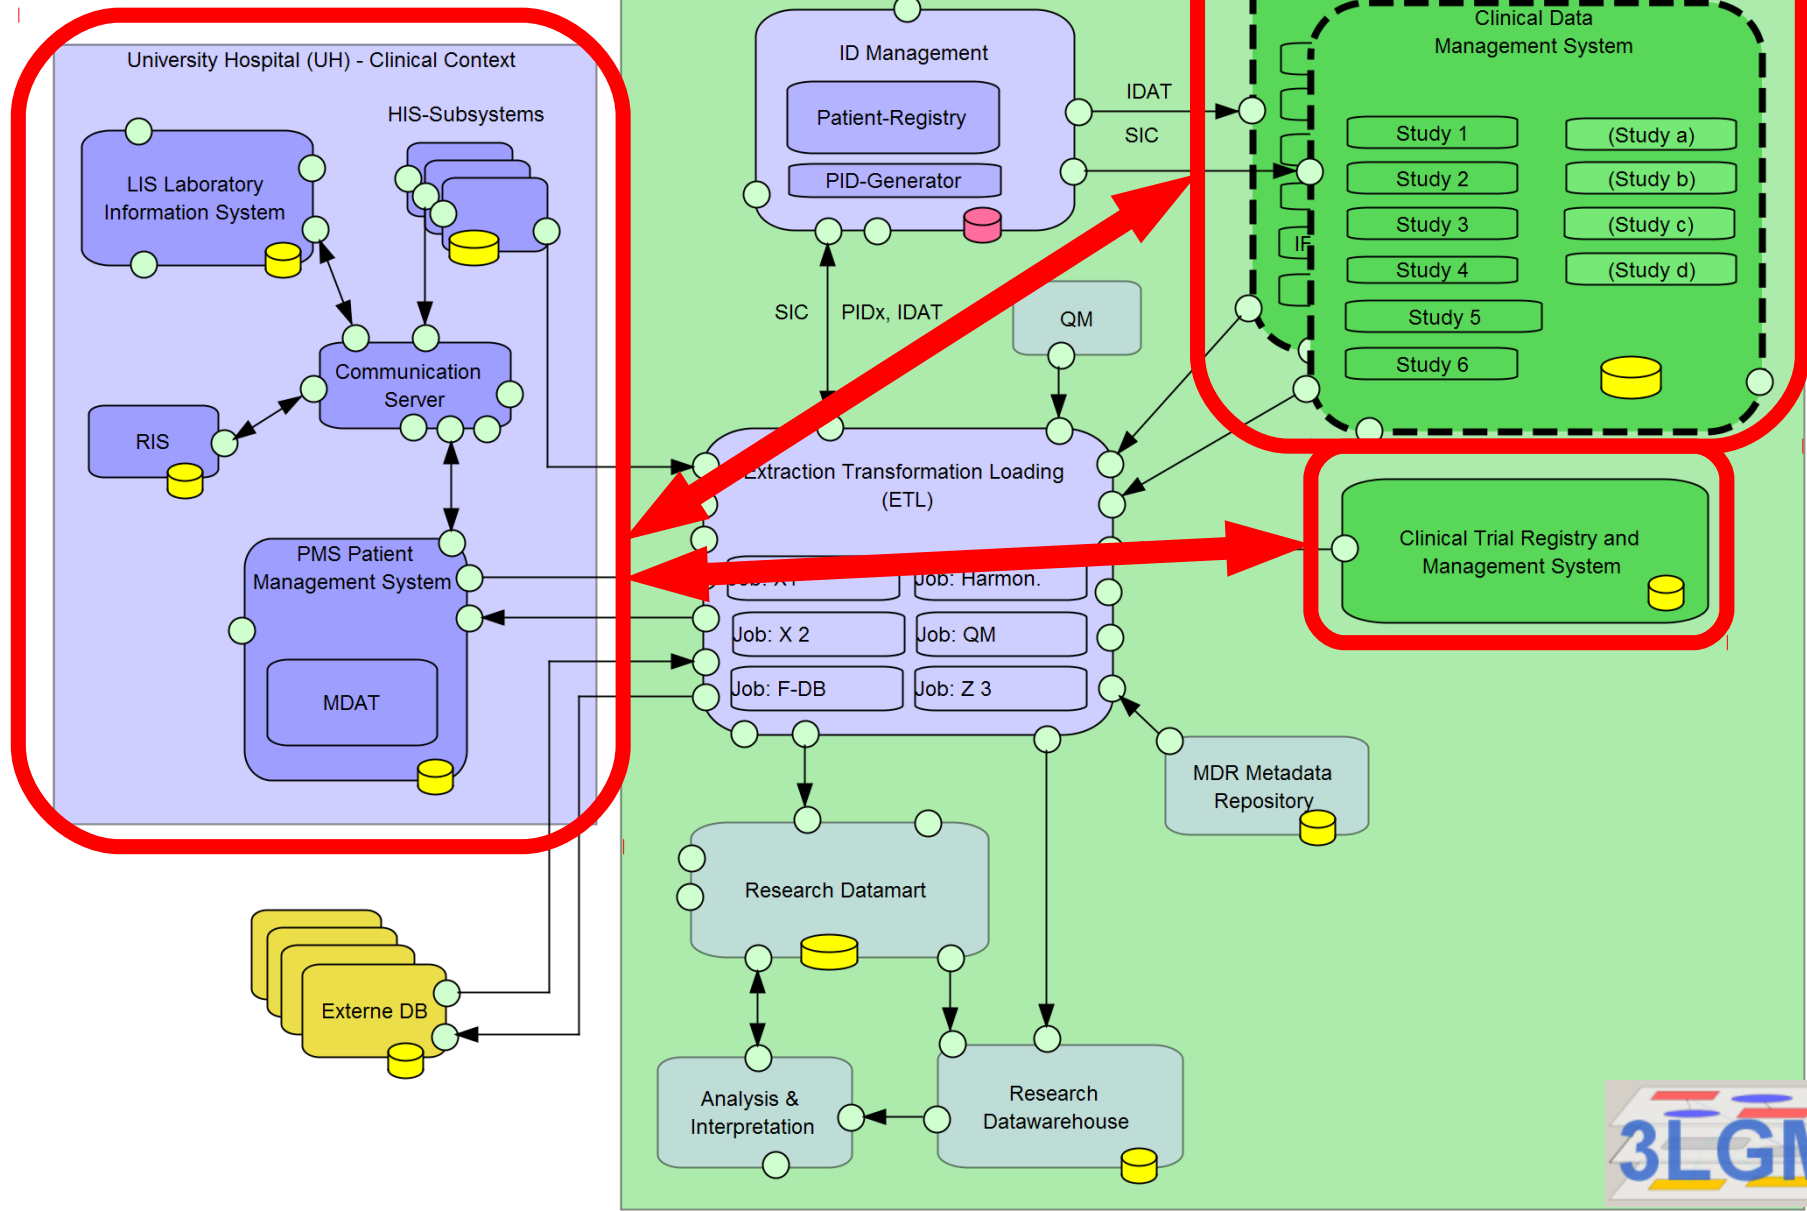 University Hospital (UH) - Clinical Context
LIS Laboratory
Information System
HIS-Subsystems
Communication
Server
RIS
PMS Patient
Management System
MDAT
Externe DB
ID Management
Patient-Registry
PID-Generator
IDAT
SIC
SIC
PIDx, IDAT
QM
Extraction Transformation Loading
(ETL)
Job: Harmon.
Job: X 2
Job: QM
Job: F-DB
Job: Z 3
Clinical Data
Management System
Study 1
(Study a)
Study 2
(Study b)
Study 3
(Study c)
Study 4
(Study d)
Study 5
Study 6
Clinical Trial Registry and
Management System
MDR Metadata
Repository
Research Datamart
Analysis &
Interpretation
Research
Datawarehouse